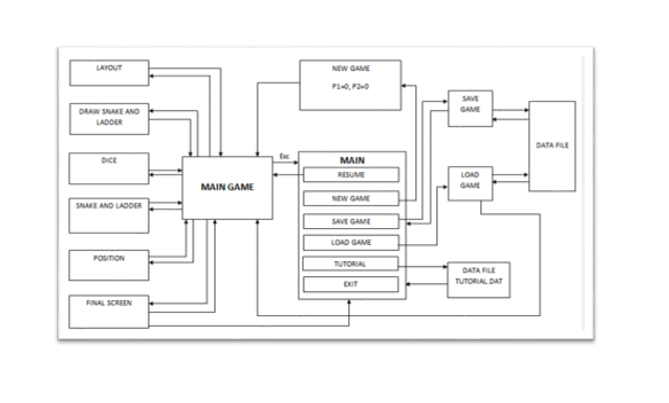 LAYOUT
DRAW SNAKE AND
LADDER
DICE
SNAKE AND LADDER
POSITION
FINAL SCREEN
MAIN GAME
NEW GAME
P1=0, P2=0
Esc
MAIN
RESUME
NEW GAME
SAVE GAME
LOAD GAME
TUTORIAL
EXIT
SAVE
GAME
LOAD
GAME
DATA FILE
DATA FILE
TUTORIAL.DAT